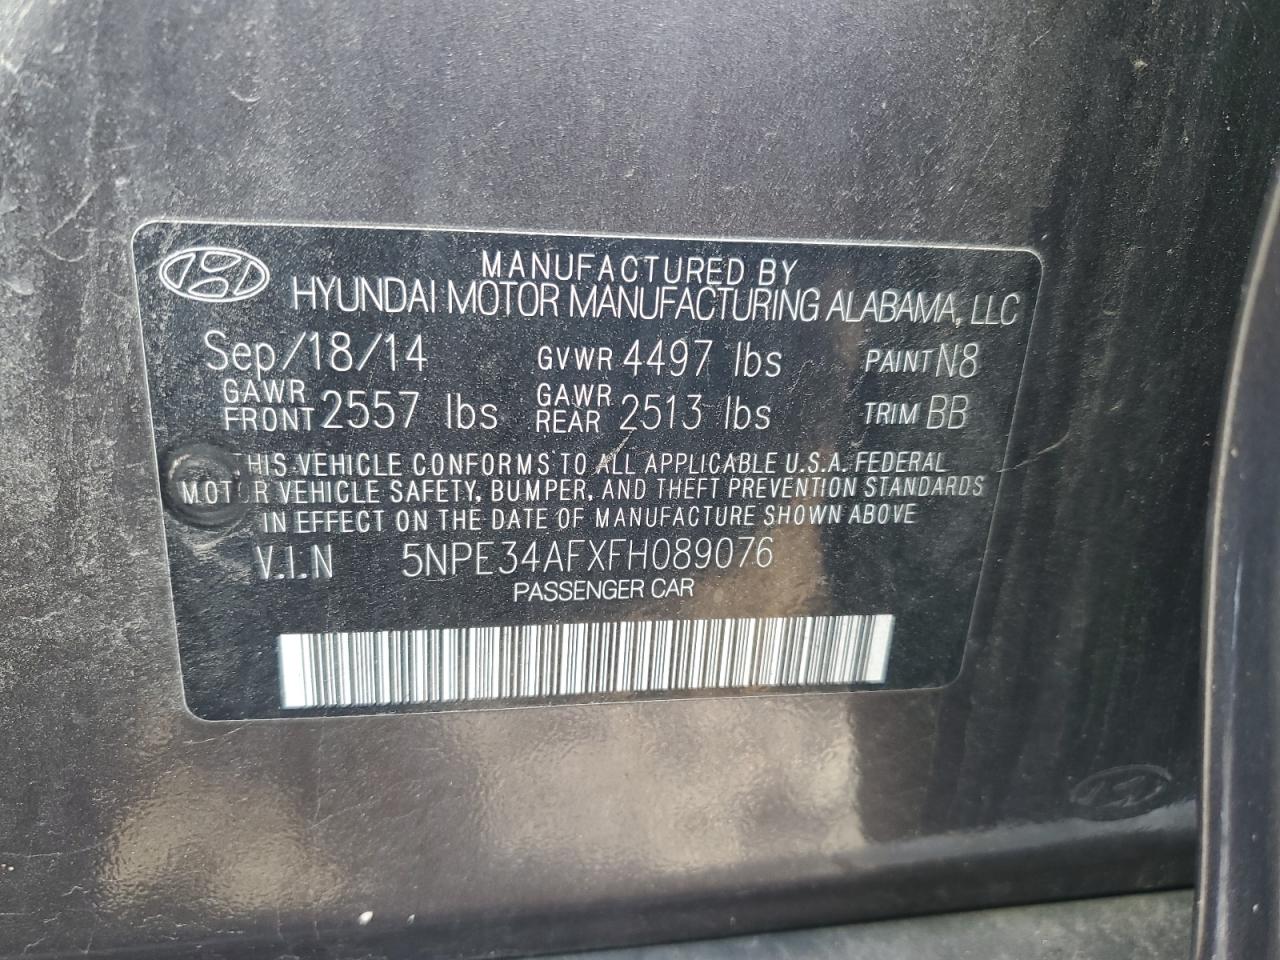 MANUFACTURED BY
HYUNDAI MOTOR MANUFACTURING ALABAMA, LLC
Sep/18/14 GVWR 4497 lbs PAINT N8
GAWR FRONT 2557 lbs GAWR REAR 2513 lbs TRIM BB
THIS VEHICLE CONFORMS TO ALL APPLICABLE U.S.A. FEDERAL
MOTOR VEHICLE SAFETY, BUMPER, AND THEFT PREVENTION STANDARDS
IN EFFECT ON THE DATE OF MANUFACTURE SHOWN ABOVE
V.I.N 5NPE34AFXFH089076
PASSENGER CAR